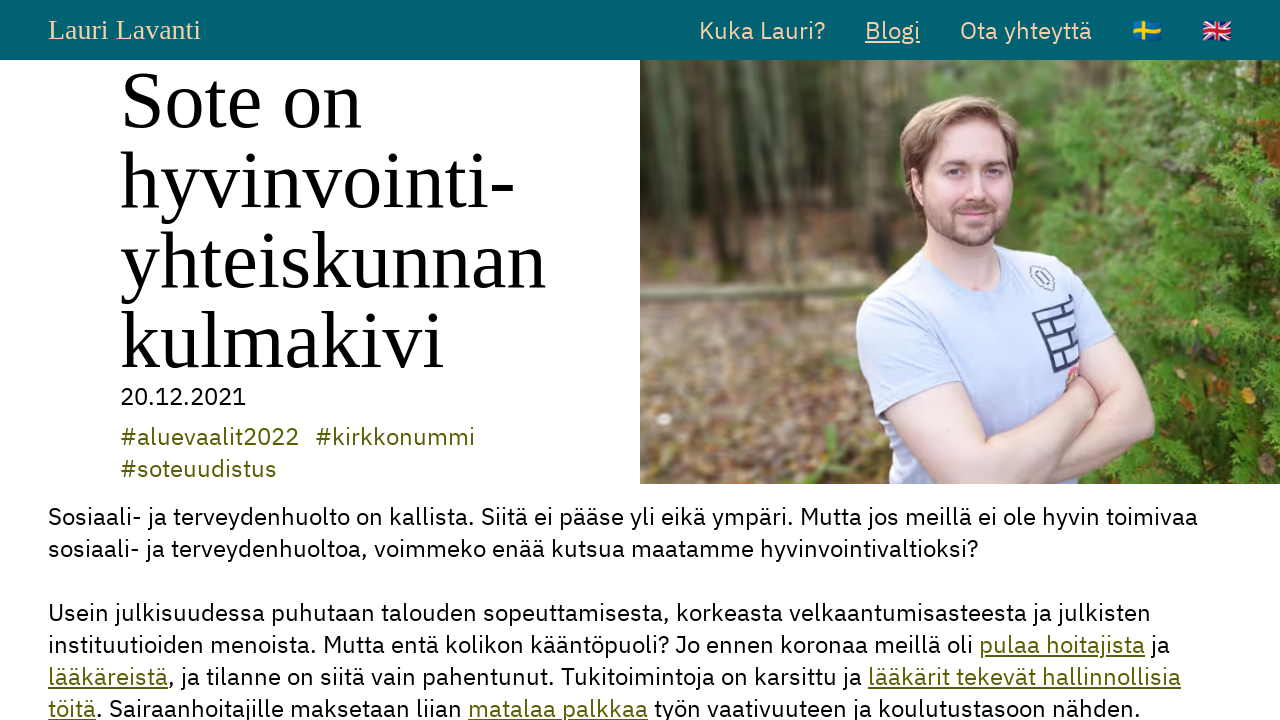 Lauri Lavanti
Kuka Lauri?
Blogi
Ota yhteyttä
Sote on
hyvinvointi-
yhteiskunnan
kulmakivi
20.12.2021
#aluevaalit2022 #kirkkonummi
#soteuudistus
Sosiaali- ja terveydenhuolto on kallista. Siitä ei pääse yli eikä ympäri. Mutta jos meillä ei ole hyvin toimivaa
sosiaali- ja terveydenhuoltoa, voimmeko enää kutsua maatamme hyvinvointivaltioksi?
Usein julkisuudessa puhutaan talouden sopeuttamisesta, korkeasta velkaantumisasteesta ja julkisten
instituutioiden menoista. Mutta entä kolikon kääntöpuoli? Jo ennen koronaa meillä oli pulaa hoitajista ja
lääkäreistä, ja tilanne on siitä vain pahentunut. Tukitoimintoja on karsittu ja lääkärit tekevät hallinnollisia
töitä. Sairaanhoitajille maksetaan liian matalaa palkkaa työn vaativuuteen ja koulutustasoon nähden.